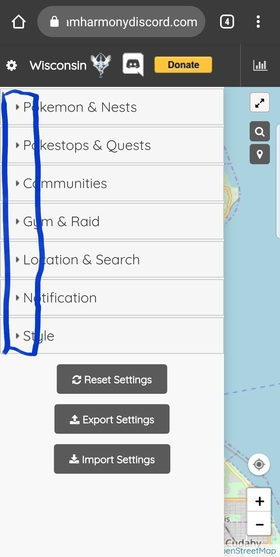 ımharmonydiscord.com
4
Wisconsin
Donate
Pokemon & Nests
Pokestops & Quests
Communities
Gym & Raid
Location & Search
Notification
Style
Reset Settings
Export Settings
Import Settings
+
−
Cudahy
enStreetMap